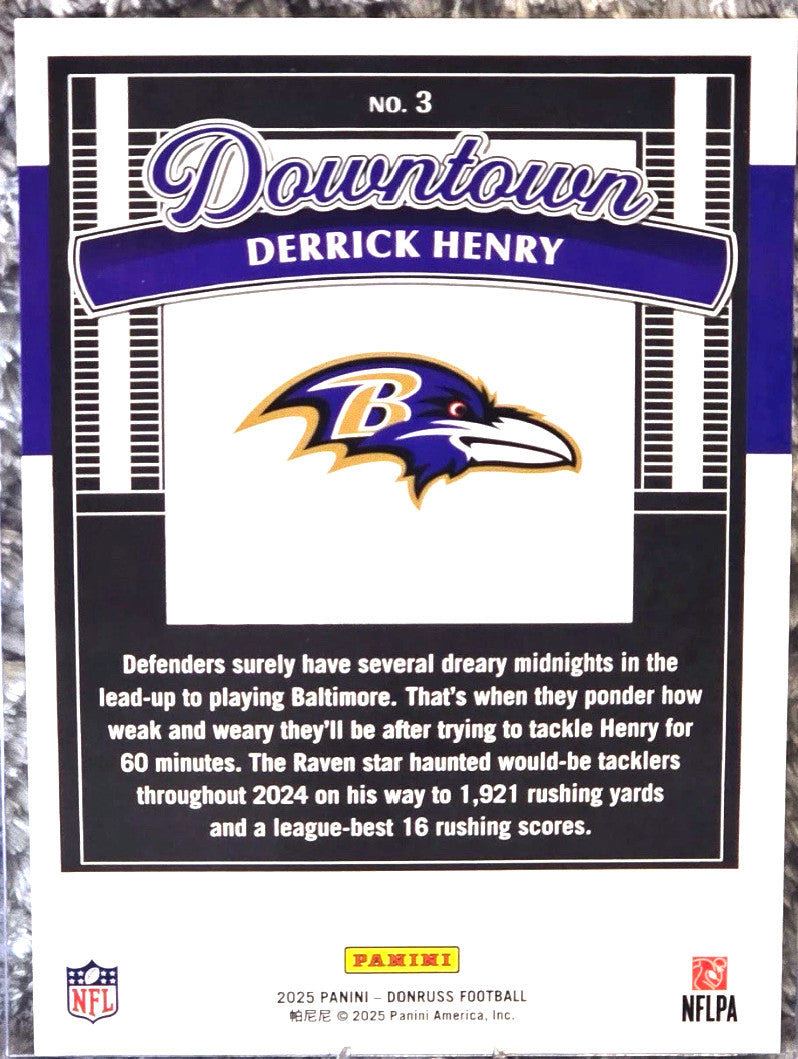 NO. 3
Downtown
DERRICK HENRY
B
Defenders surely have several dreary midnights in the
lead-up to playing Baltimore. That's when they ponder how
weak and weary they'll be after trying to tackle Henry for
60 minutes. The Raven star haunted would-be tacklers
throughout 2024 on his way to 1,921 rushing yards
and a league-best 16 rushing scores.
PANINI
NFL
2025 PANINI – DONRUSS FOOTBALL
帕尼尼 © 2025 Panini America, Inc.
NFLPA